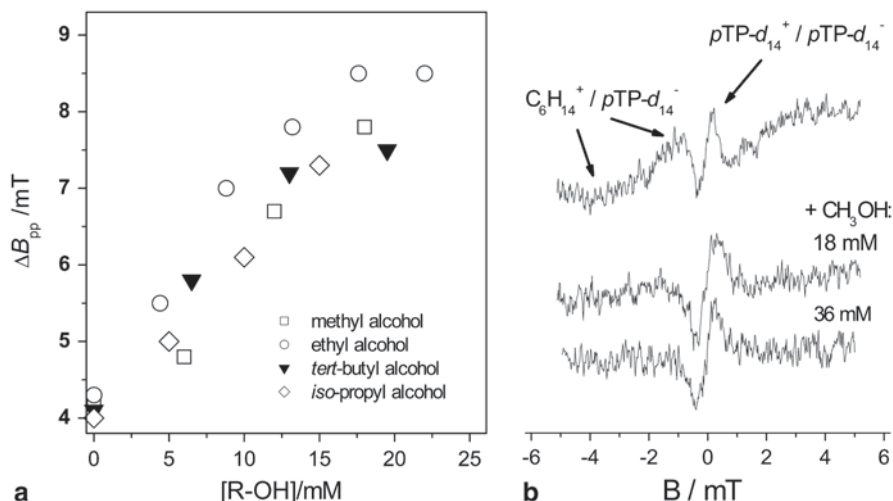 9
8
7
6
5
4
ΔB_pp /mT
□ methyl alcohol
○ ethyl alcohol
▼ tert-butyl alcohol
◇ iso-propyl alcohol
0 5 10 15 20 25
[R-OH]/mM
a
pTP-d₁₄⁺ / pTP-d₁₄⁻
C₆H₁₄⁺ / pTP-d₁₄⁻
+ CH₃OH:
18 mM
36 mM
-6 -4 -2 0 2 4 6
B / mT
b